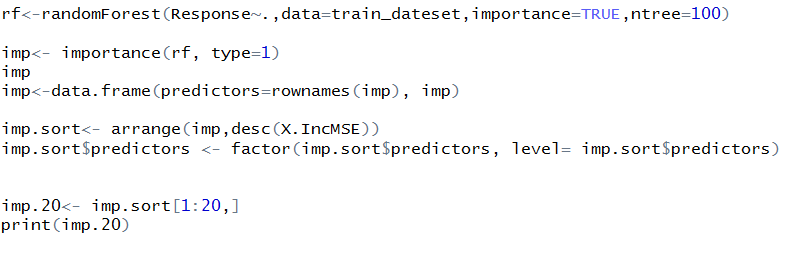 rf<-randomForest(Response~.,data=train_dateset,importance=TRUE,ntree=100)
imp<- importance(rf, type=1)
imp
imp<-data.frame(predictors=rownames(imp), imp)
imp.sort<- arrange(imp,desc(X.IncMSE))
imp.sort$predictors <- factor(imp.sort$predictors, level= imp.sort$predictors)
imp.20<- imp.sort[1:20,]
print(imp.20)